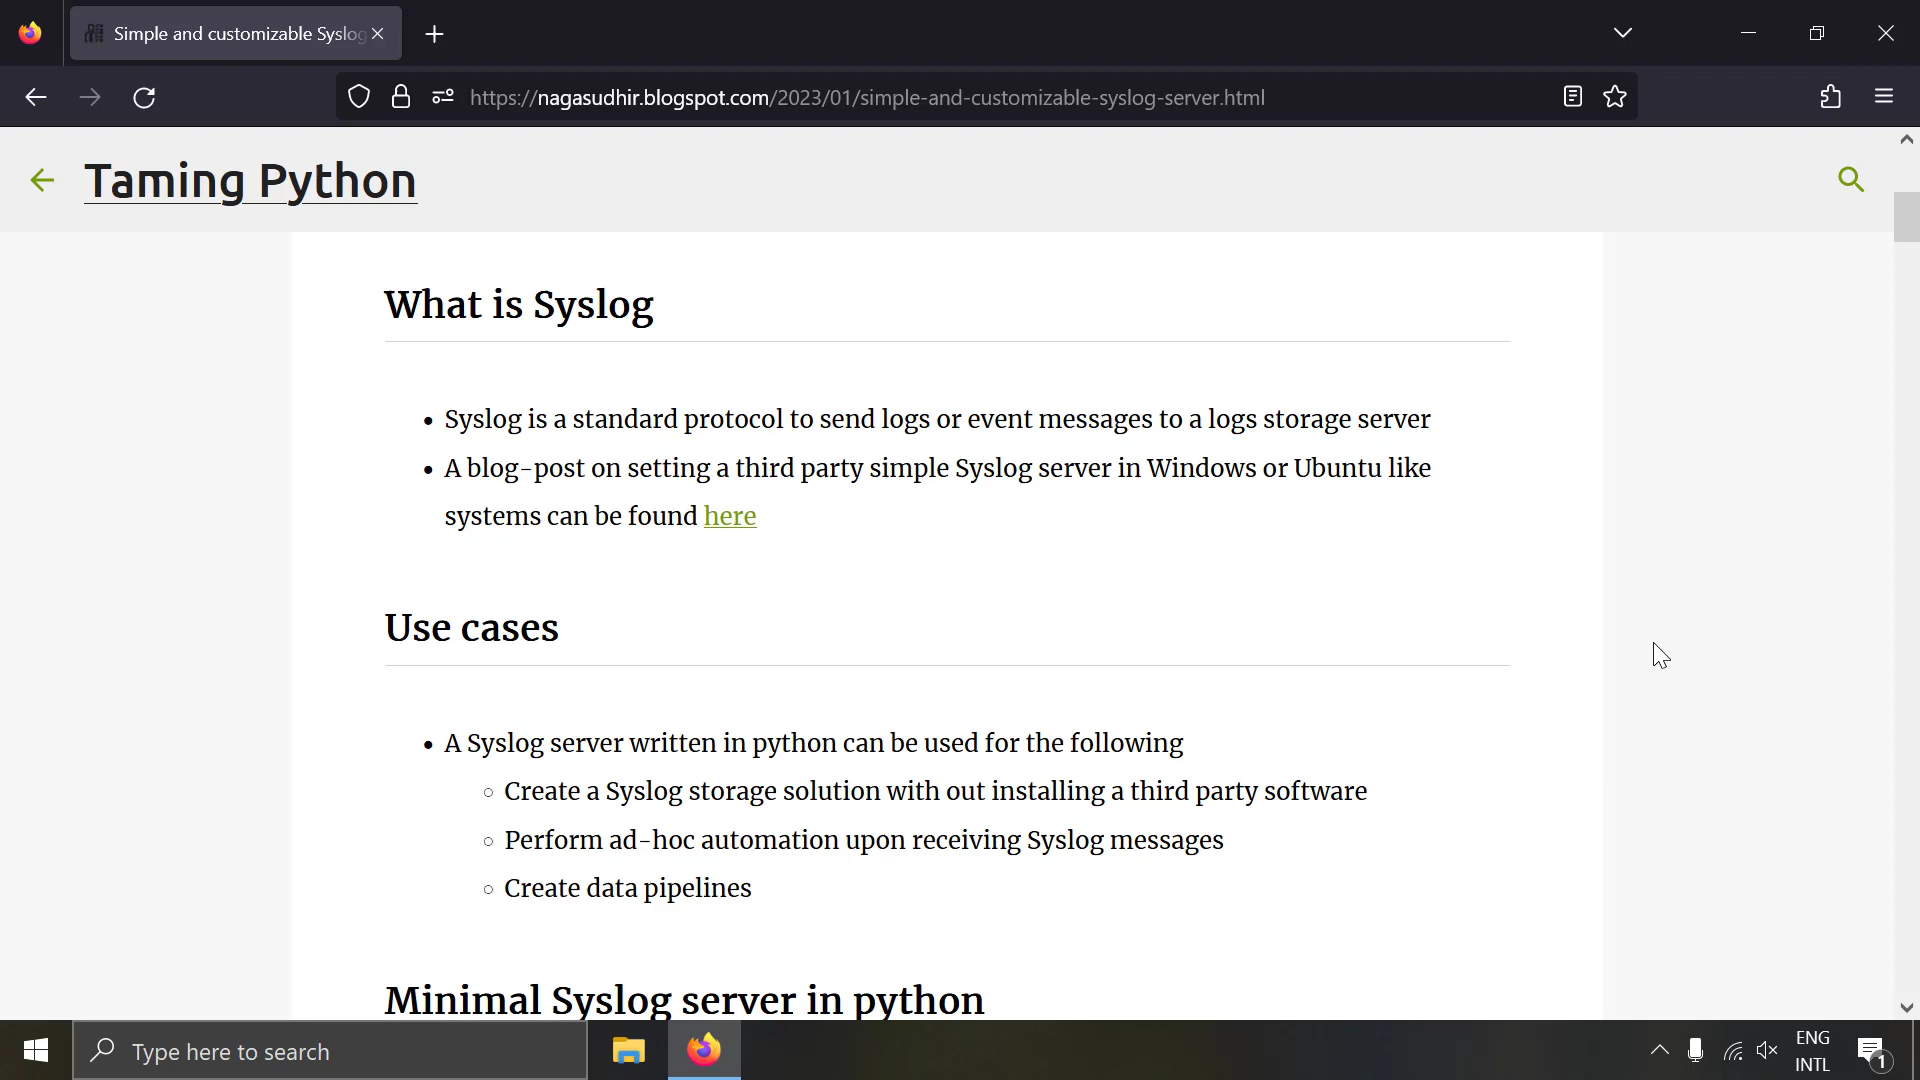 Simple and customizable Syslog
https://nagasudhir.blogspot.com/2023/01/simple-and-customizable-syslog-server.html
Taming Python
What is Syslog
Syslog is a standard protocol to send logs or event messages to a logs storage server
A blog-post on setting a third party simple Syslog server in Windows or Ubuntu like
systems can be found here
Use cases
A Syslog server written in python can be used for the following
Create a Syslog storage solution with out installing a third party software
Perform ad-hoc automation upon receiving Syslog messages
Create data pipelines
Minimal Syslog server in python
Type here to search
ENG
INTL
1